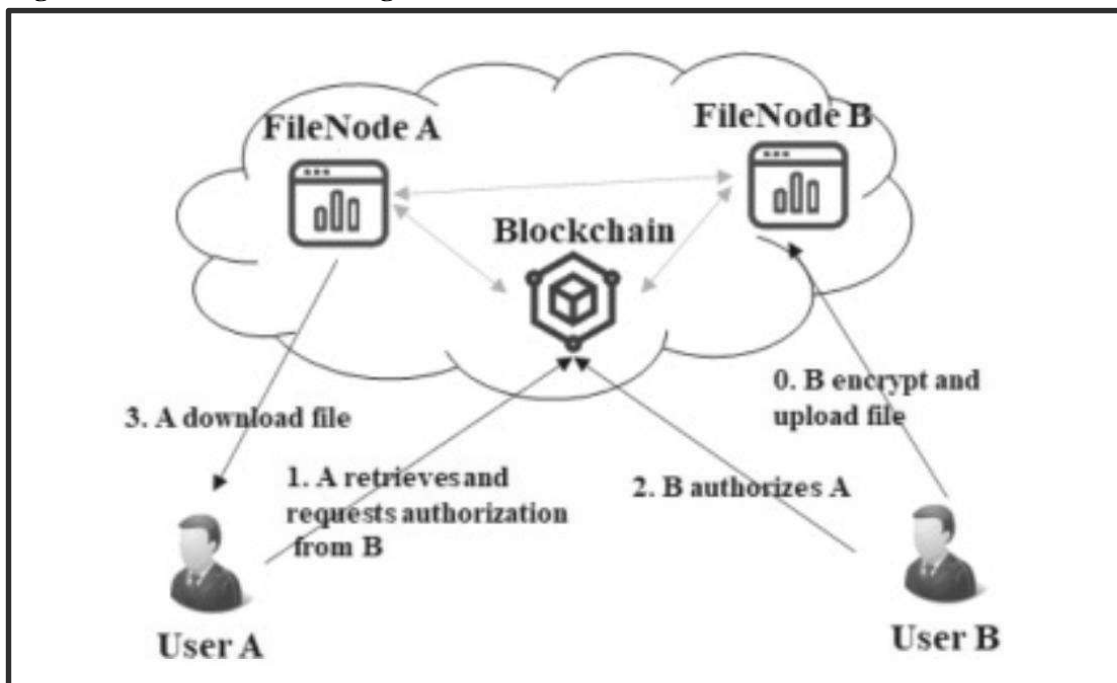 FileNode A
FileNode B
Blockchain
3. A download file
0. B encrypt and
upload file
1. A retrieves and
requests authorization
from B
2. B authorizes A
User A
User B